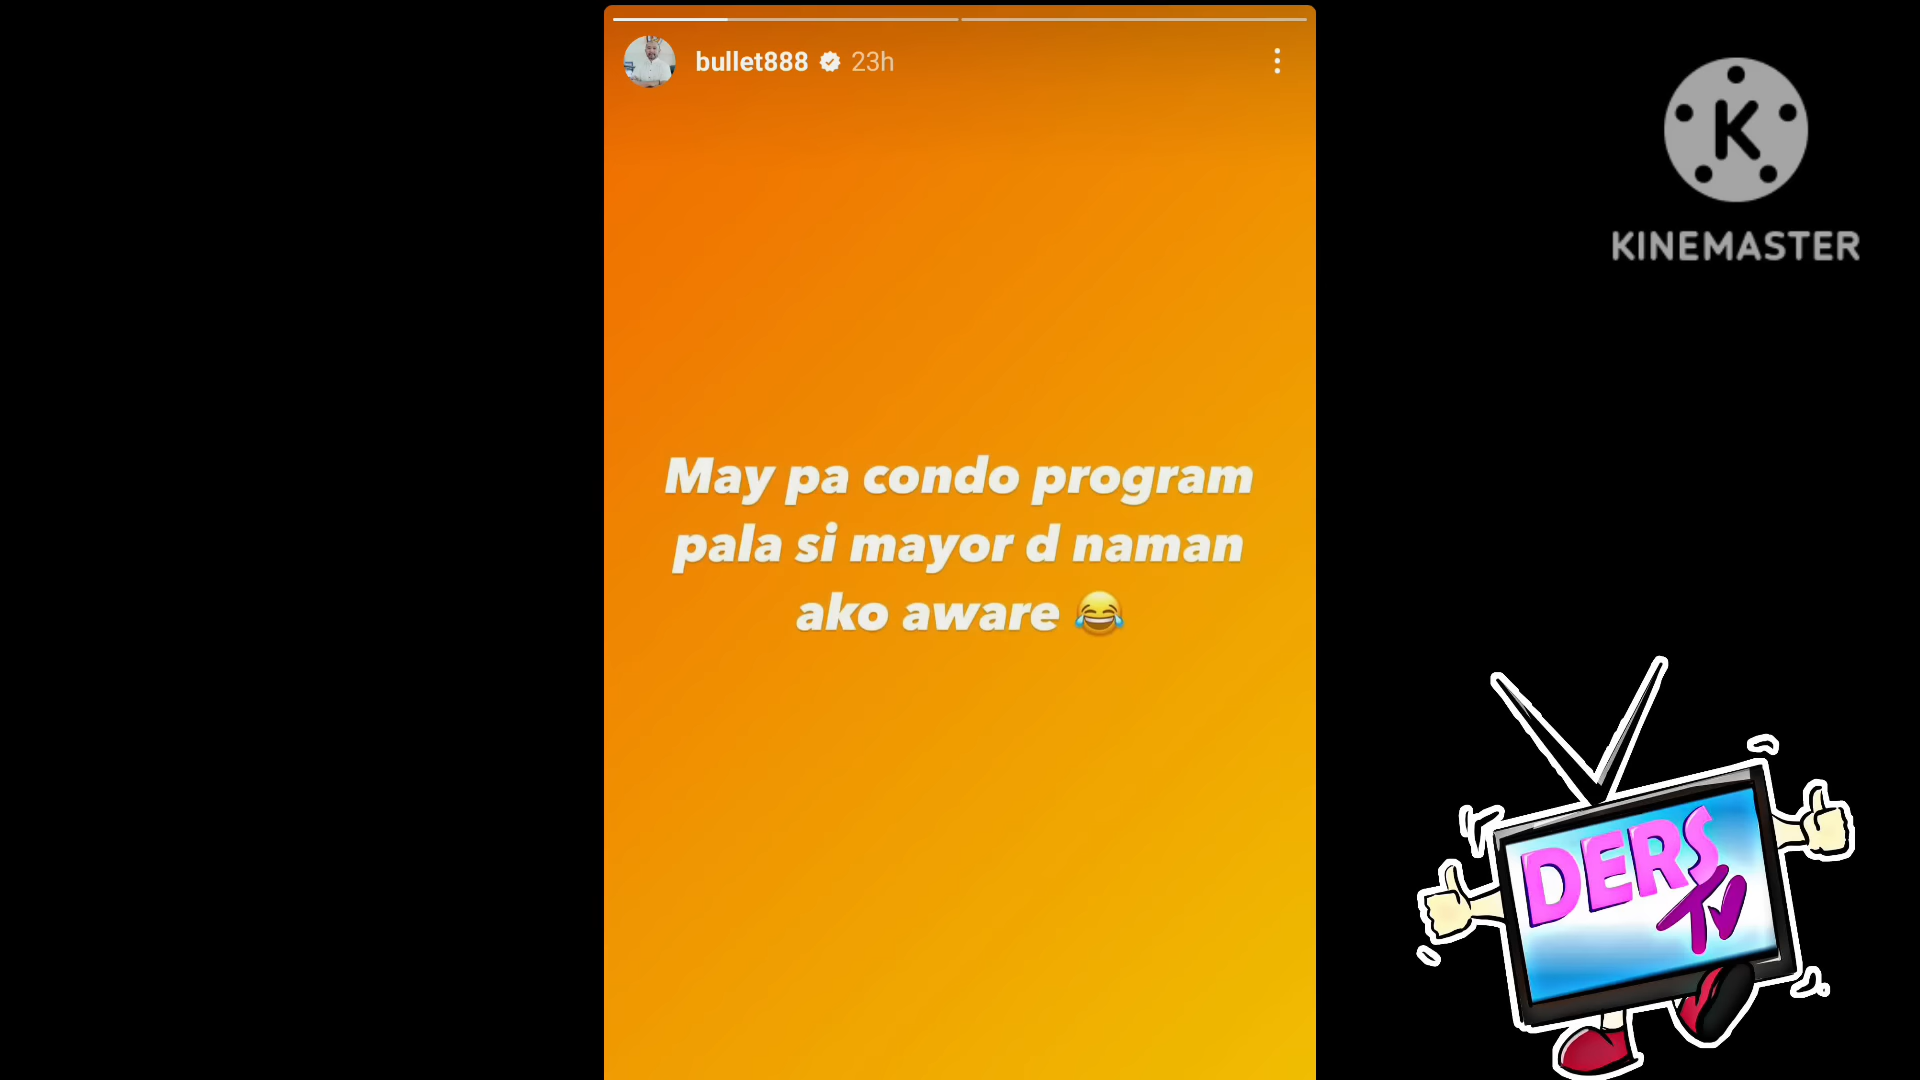 bullet888 23h
May pa condo program
pala si mayor d naman
ako aware 😂
K
KINEMASTER
DERS
TV